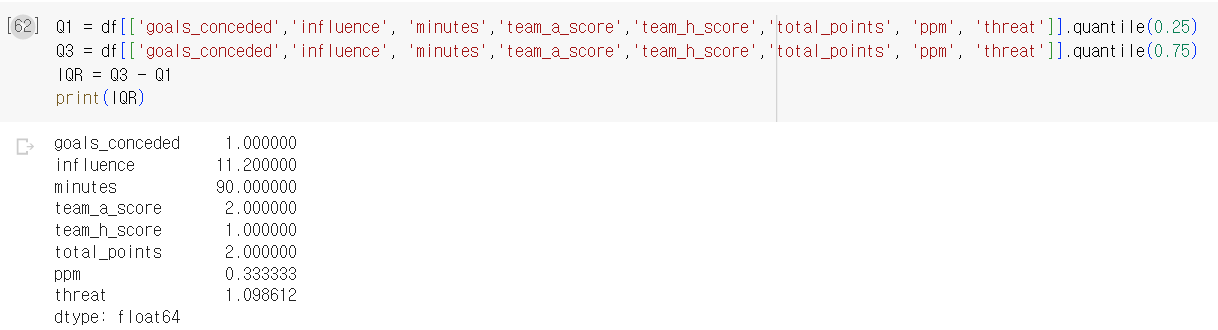 [62] Q1 = df[['goals_conceded','influence', 'minutes','team_a_score','team_h_score','total_points', 'ppm', 'threat']].quantile(0.25)
Q3 = df[['goals_conceded','influence', 'minutes','team_a_score','team_h_score','total_points', 'ppm', 'threat']].quantile(0.75)
IQR = Q3 - Q1
print(IQR)
goals_conceded 1.000000
influence 11.200000
minutes 90.000000
team_a_score 2.000000
team_h_score 1.000000
total_points 2.000000
ppm 0.333333
threat 1.098612
dtype: float64